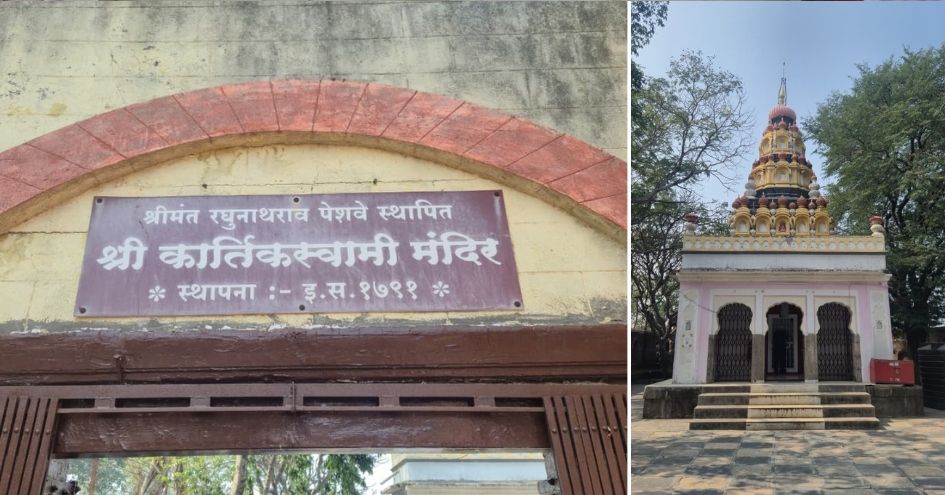 श्रीमंत रघुनाथराव पेशवे स्थापित
श्री कार्तिकस्वामी मंदिर
* स्थापना :- इ.स.१७९१ *